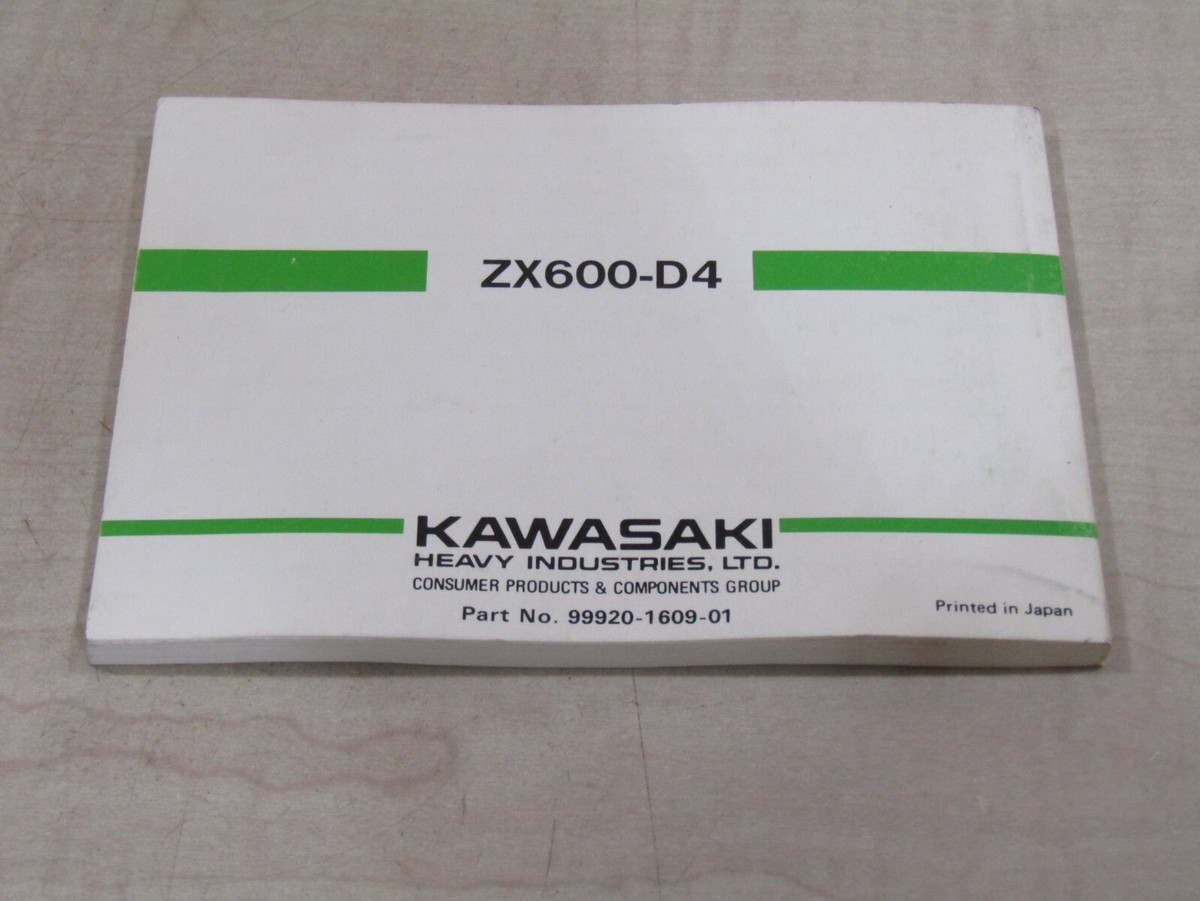 ZX600-D4
KAWASAKI
HEAVY INDUSTRIES, LTD.
CONSUMER PRODUCTS & COMPONENTS GROUP
Part No. 99920-1609-01
Printed in Japan